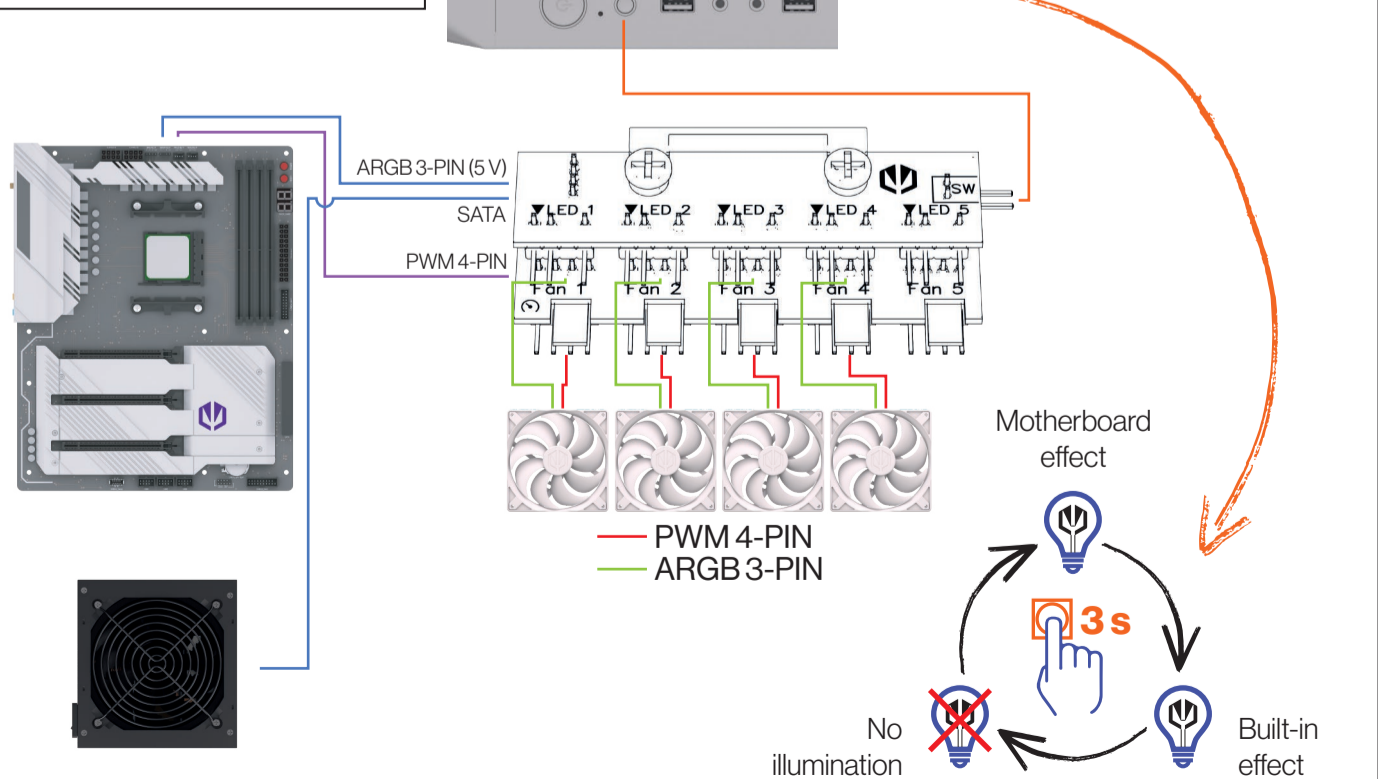 ARGB 3-PIN (5 V)
SATA
PWM 4-PIN
SW
LED 1
LED 2
LED 3
LED 4
LED 5
Fan 1
Fan 2
Fan 3
Fan 4
Fan 5
PWM 4-PIN
ARGB 3-PIN
Motherboard
effect
3 s
No
illumination
Built-in
effect